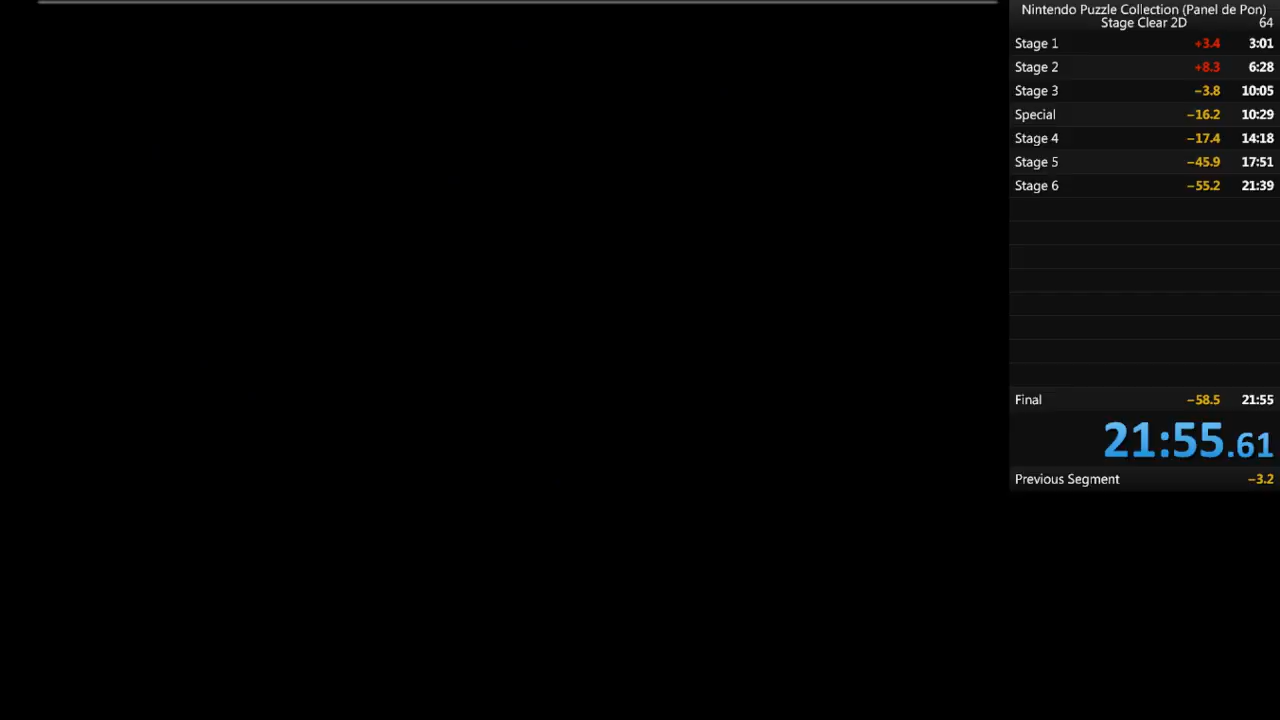 Nintendo Puzzle Collection (Panel de Pon)
Stage Clear 2D 64
Stage 1 +3.4 3:01
Stage 2 +8.3 6:28
Stage 3 −3.8 10:05
Special −16.2 10:29
Stage 4 −17.4 14:18
Stage 5 −45.9 17:51
Stage 6 −55.2 21:39
Final −58.5 21:55
21:55.61
Previous Segment −3.2